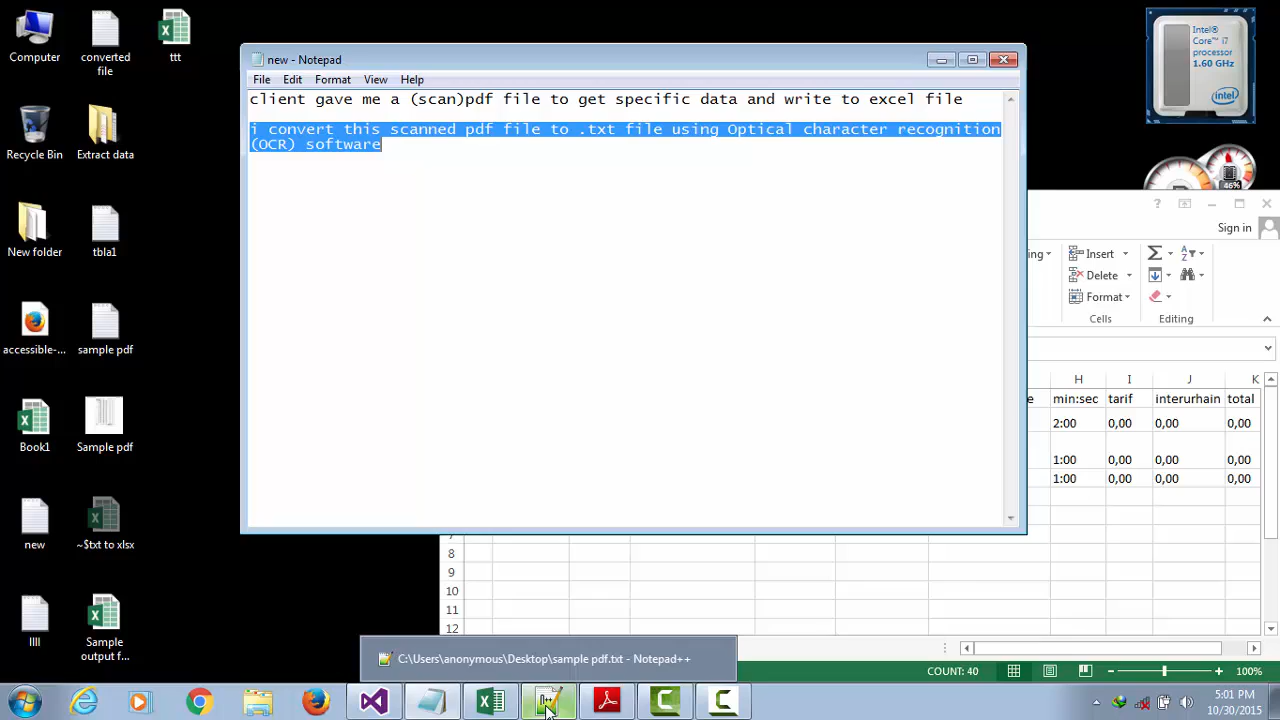 Computer
converted
file
ttt
Recycle Bin
Extract data
New folder
tbla1
accessible-...
sample pdf
Book1
Sample pdf
new
~$txt to xlsx
llll
Sample
output f...
new - Notepad
File Edit Format View Help
client gave me a (scan)pdf file to get specific data and write to excel file
i convert this scanned pdf file to .txt file using Optical character recognition
(OCR) software
Intel®
Core™ i7
processor
1.60 GHz
intel
46%
Sign in
ing
Insert
Delete
Format
Cells
Editing
H I J K
e min:sec tarif interurhain total
2:00 0,00 0,00 0,00
1:00 0,00 0,00 0,00
1:00 0,00 0,00 0,00
8
9
10
11
12
COUNT: 40
100%
C:\Users\anonymous\Desktop\sample pdf.txt - Notepad++
5:01 PM
10/30/2015